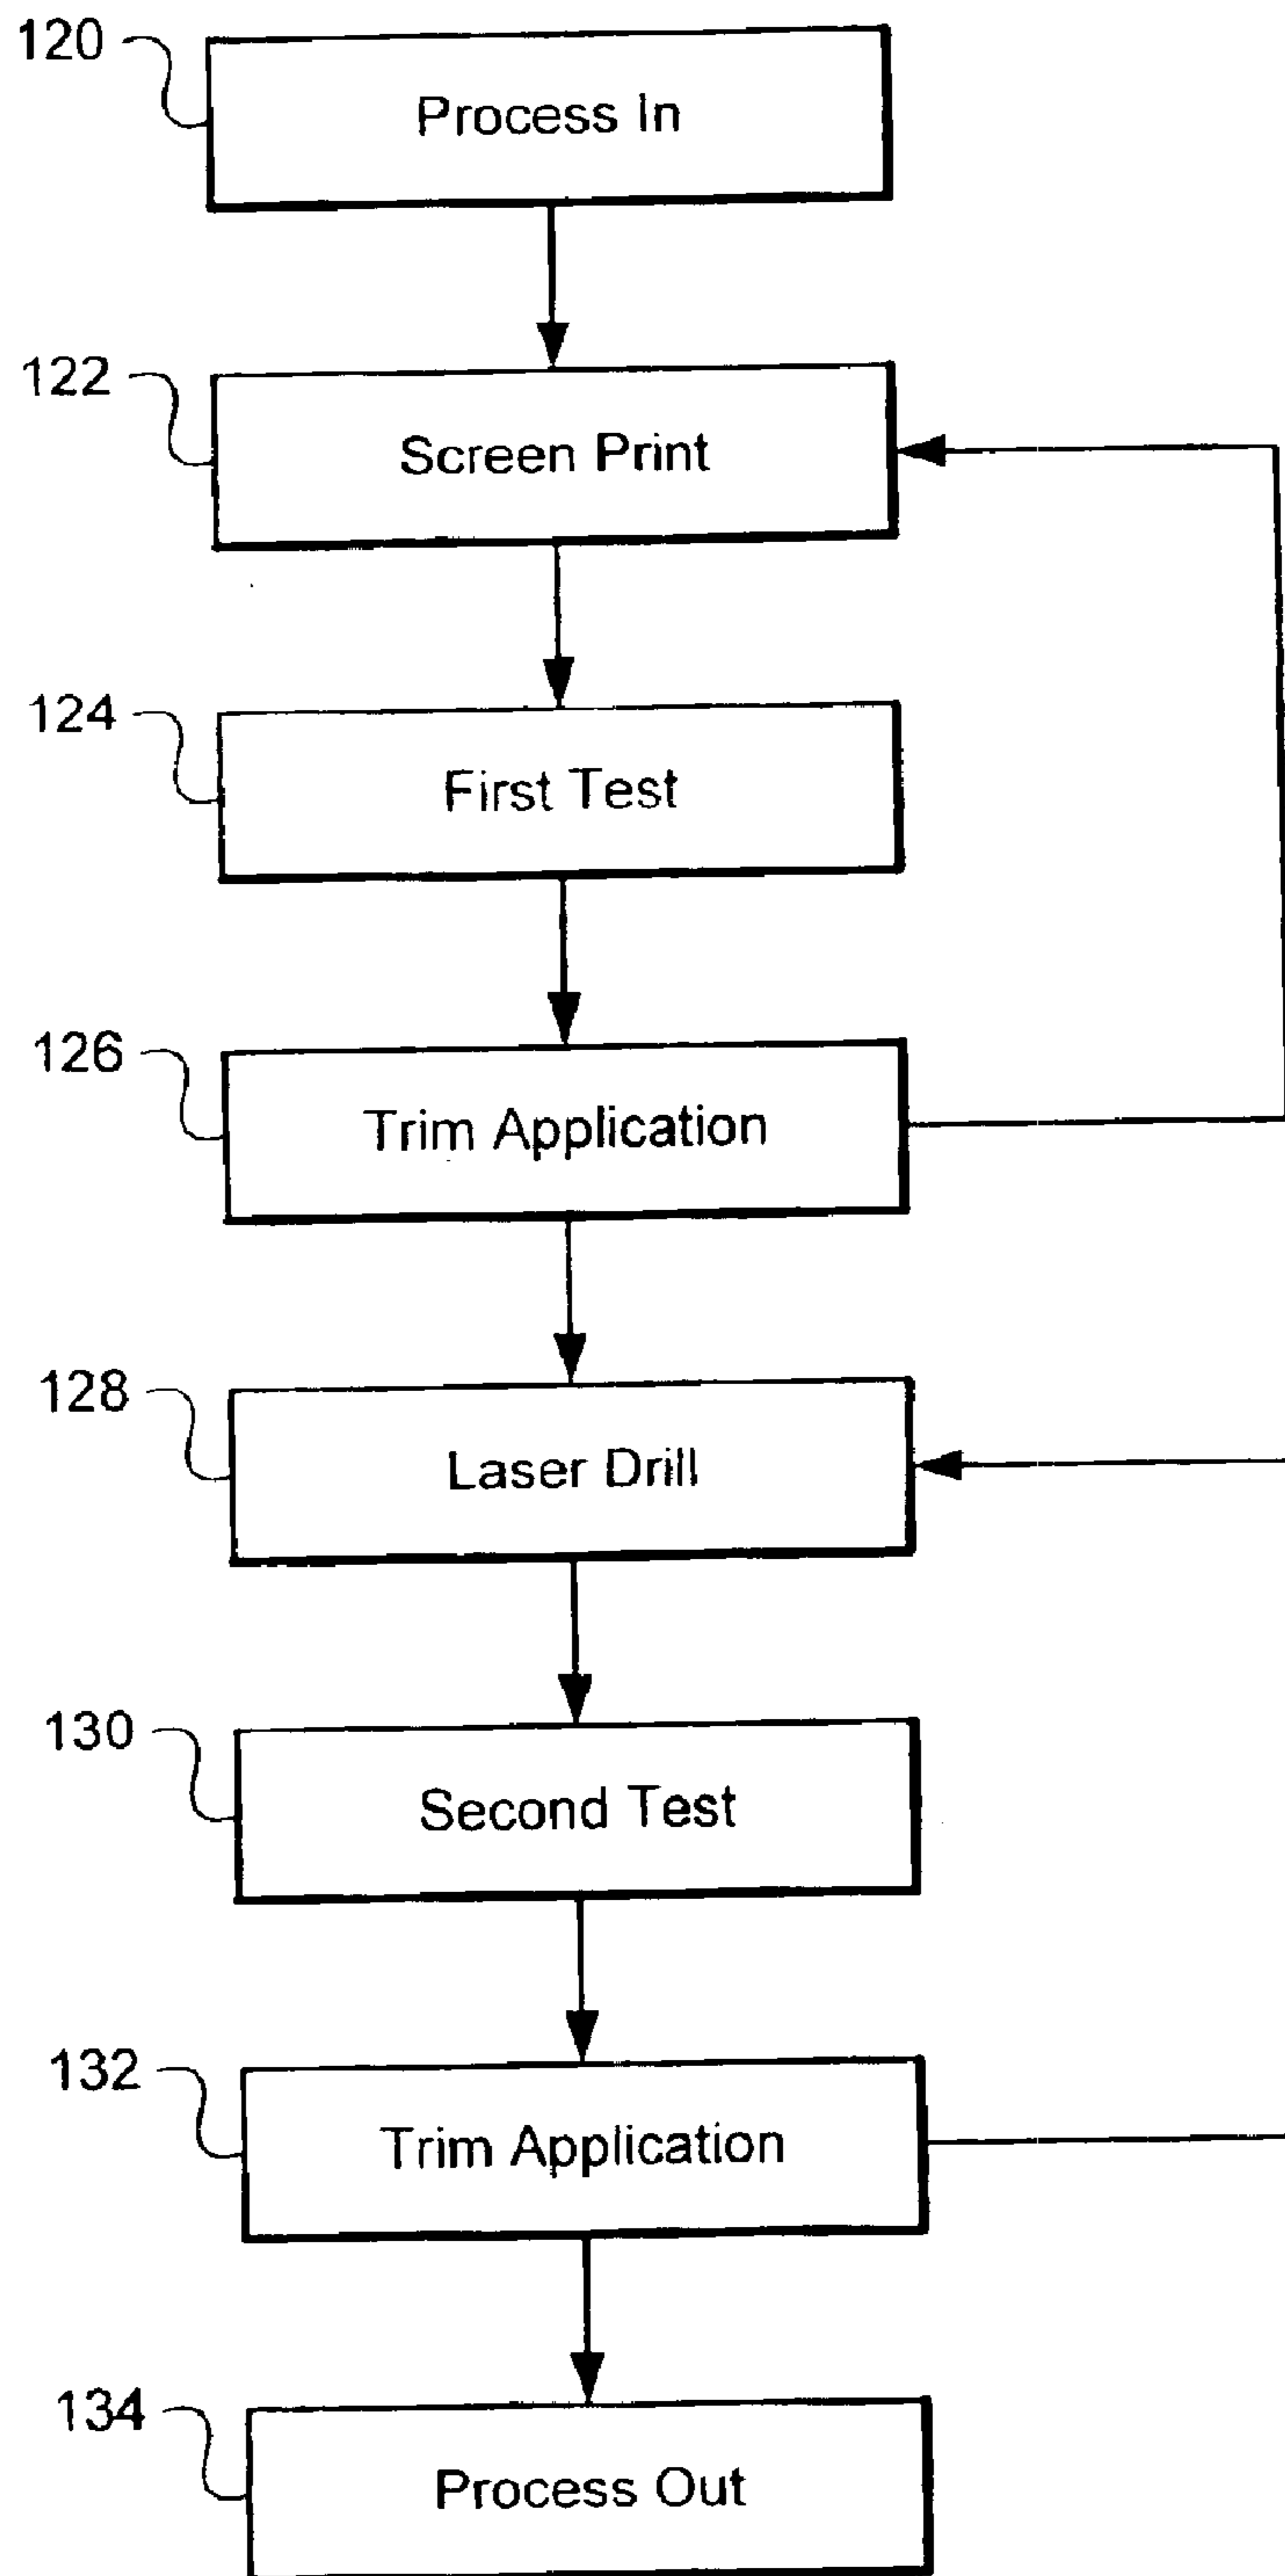 120
Process In
122
Screen Print
124
First Test
126
Trim Application
128
Laser Drill
130
Second Test
132
Trim Application
134
Process Out